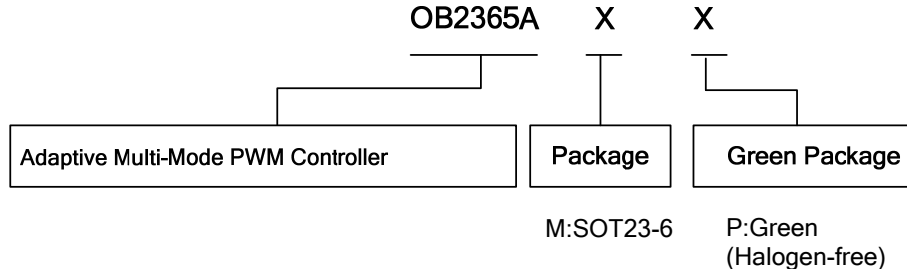 OB2365A X X
Adaptive Multi-Mode PWM Controller
Package
Green Package
M:SOT23-6
P:Green
(Halogen-free)